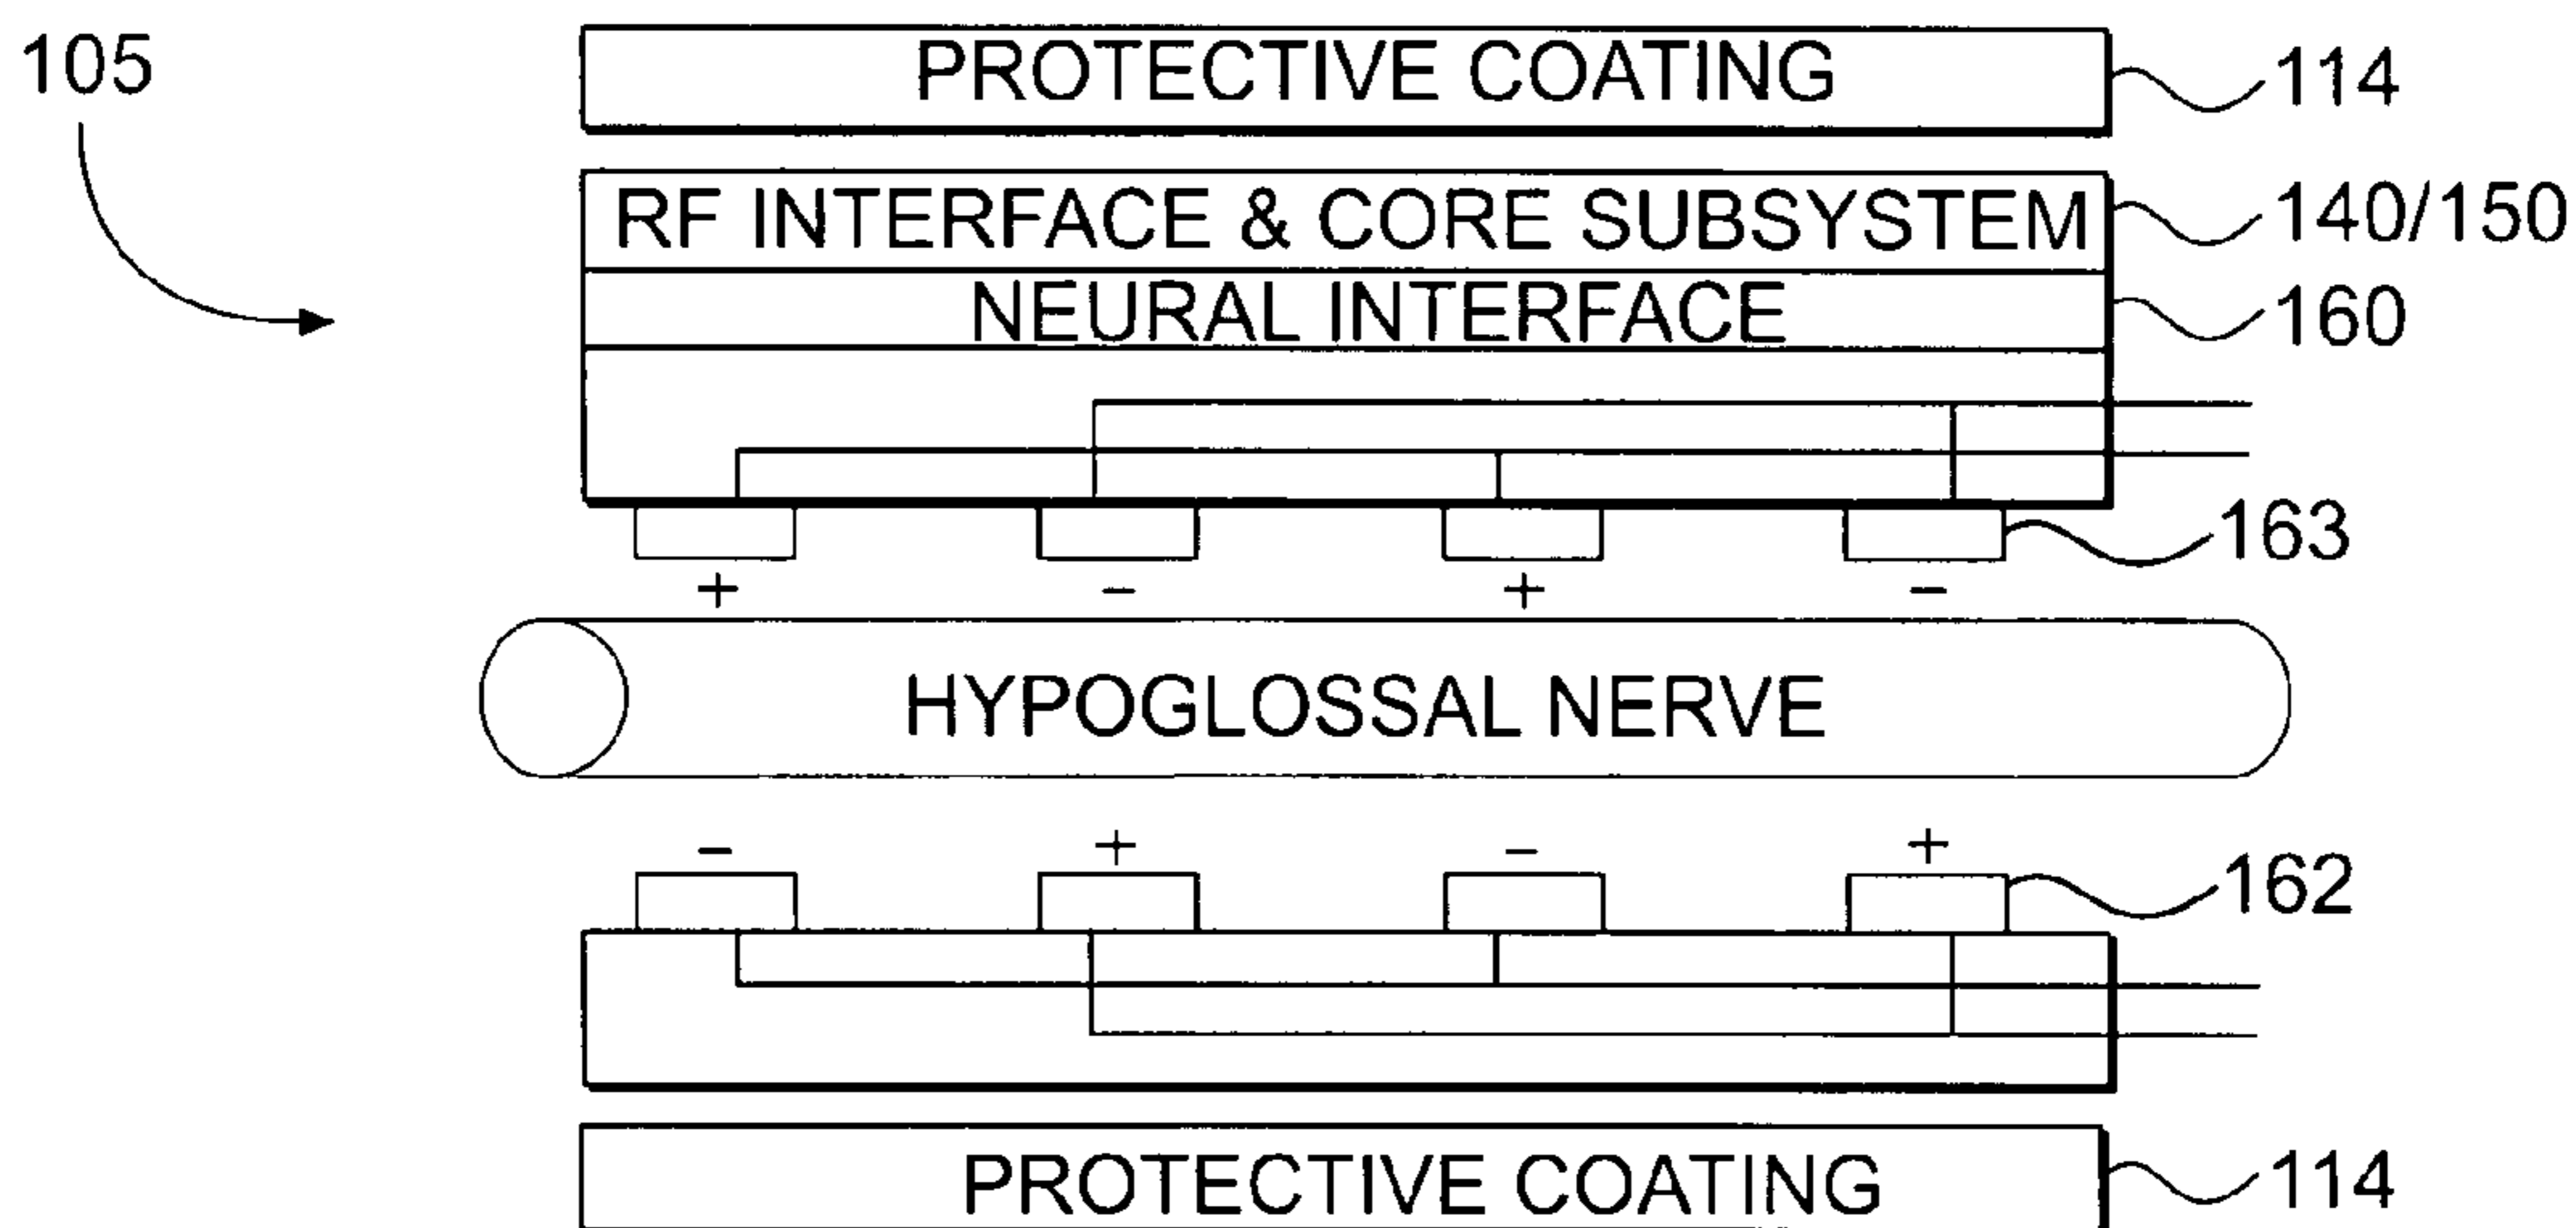 105
PROTECTIVE COATING 114
RF INTERFACE & CORE SUBSYSTEM 140/150
NEURAL INTERFACE 160
163
+ − + −
HYPOGLOSSAL NERVE
− + − +
162
PROTECTIVE COATING 114